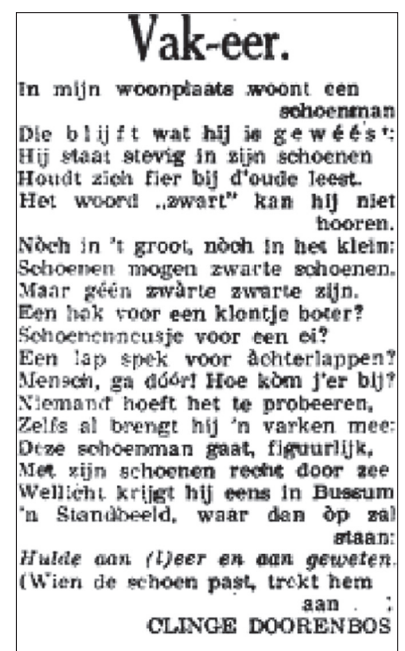 Vak-eer.
In mijn woonplaats woont een
schoenman
Die blijft wat hij is gewéést:
Hij staat stevig in zijn schoenen
Houdt zich fier bij d'oude leest.
Het woord „zwart” kan hij niet
hooren.
Nòch in 't groot, nòch in het klein:
Schoenen mogen zwarte schoenen.
Maar géén zwàrte zwarte zijn.
Een hak voor een klontje boter?
Schoenenneusje voor een ei?
Een lap spek voor àchterlappen?
Mensch, ga dóór! Hoe kòm j'er bij?
Niemand hoeft het te probeeren,
Zelfs al brengt hij 'n varken mee:
Deze schoenman gaat, figuurlijk,
Met zijn schoenen recht door zee
Wellicht krijgt hij eens in Bussum
'n Standbeeld, waar dan òp zal
staan:
Hulde aan (l)eer en aan geweten.
(Wien de schoen past, trekt hem
aan
CLINGE DOORENBOS